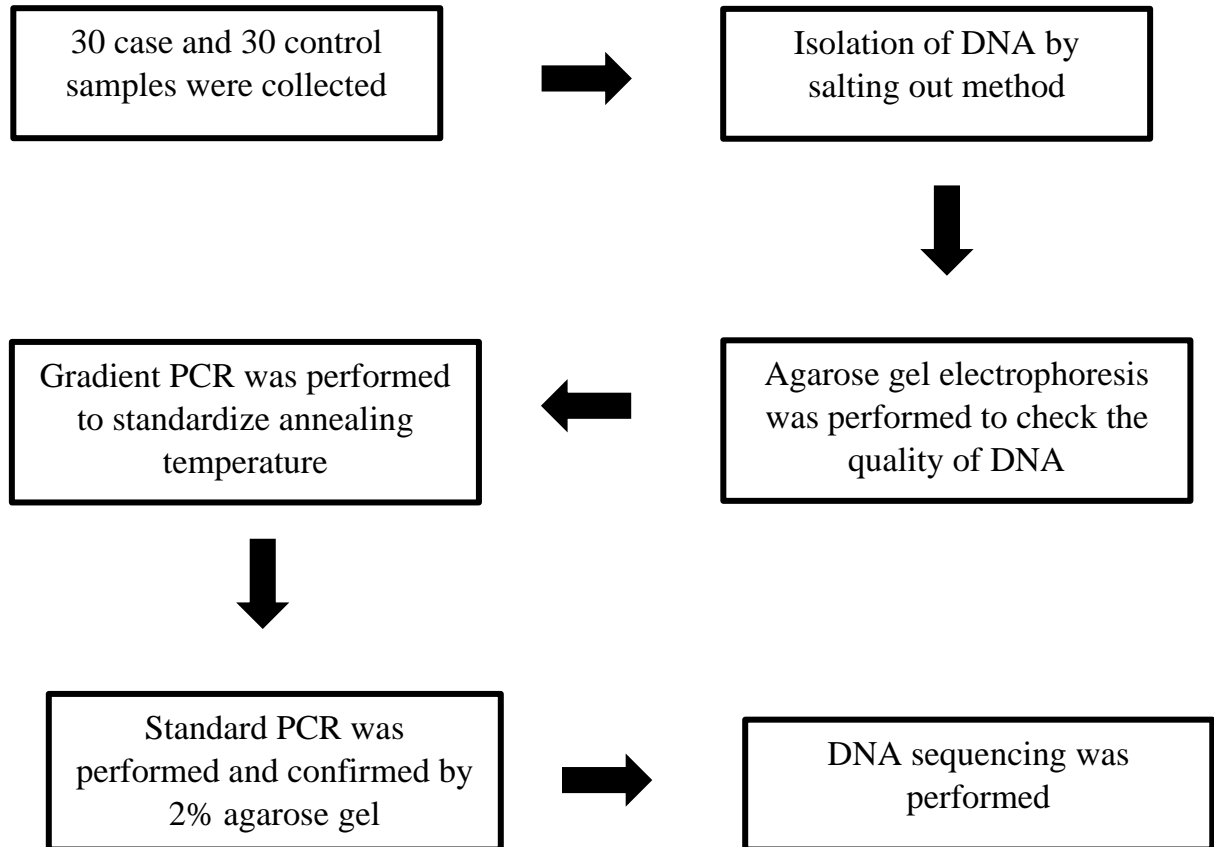 30 case and 30 control
samples were collected
Isolation of DNA by
salting out method
Agarose gel electrophoresis
was performed to check the
quality of DNA
Gradient PCR was performed
to standardize annealing
temperature
Standard PCR was
performed and confirmed by
2% agarose gel
DNA sequencing was
performed